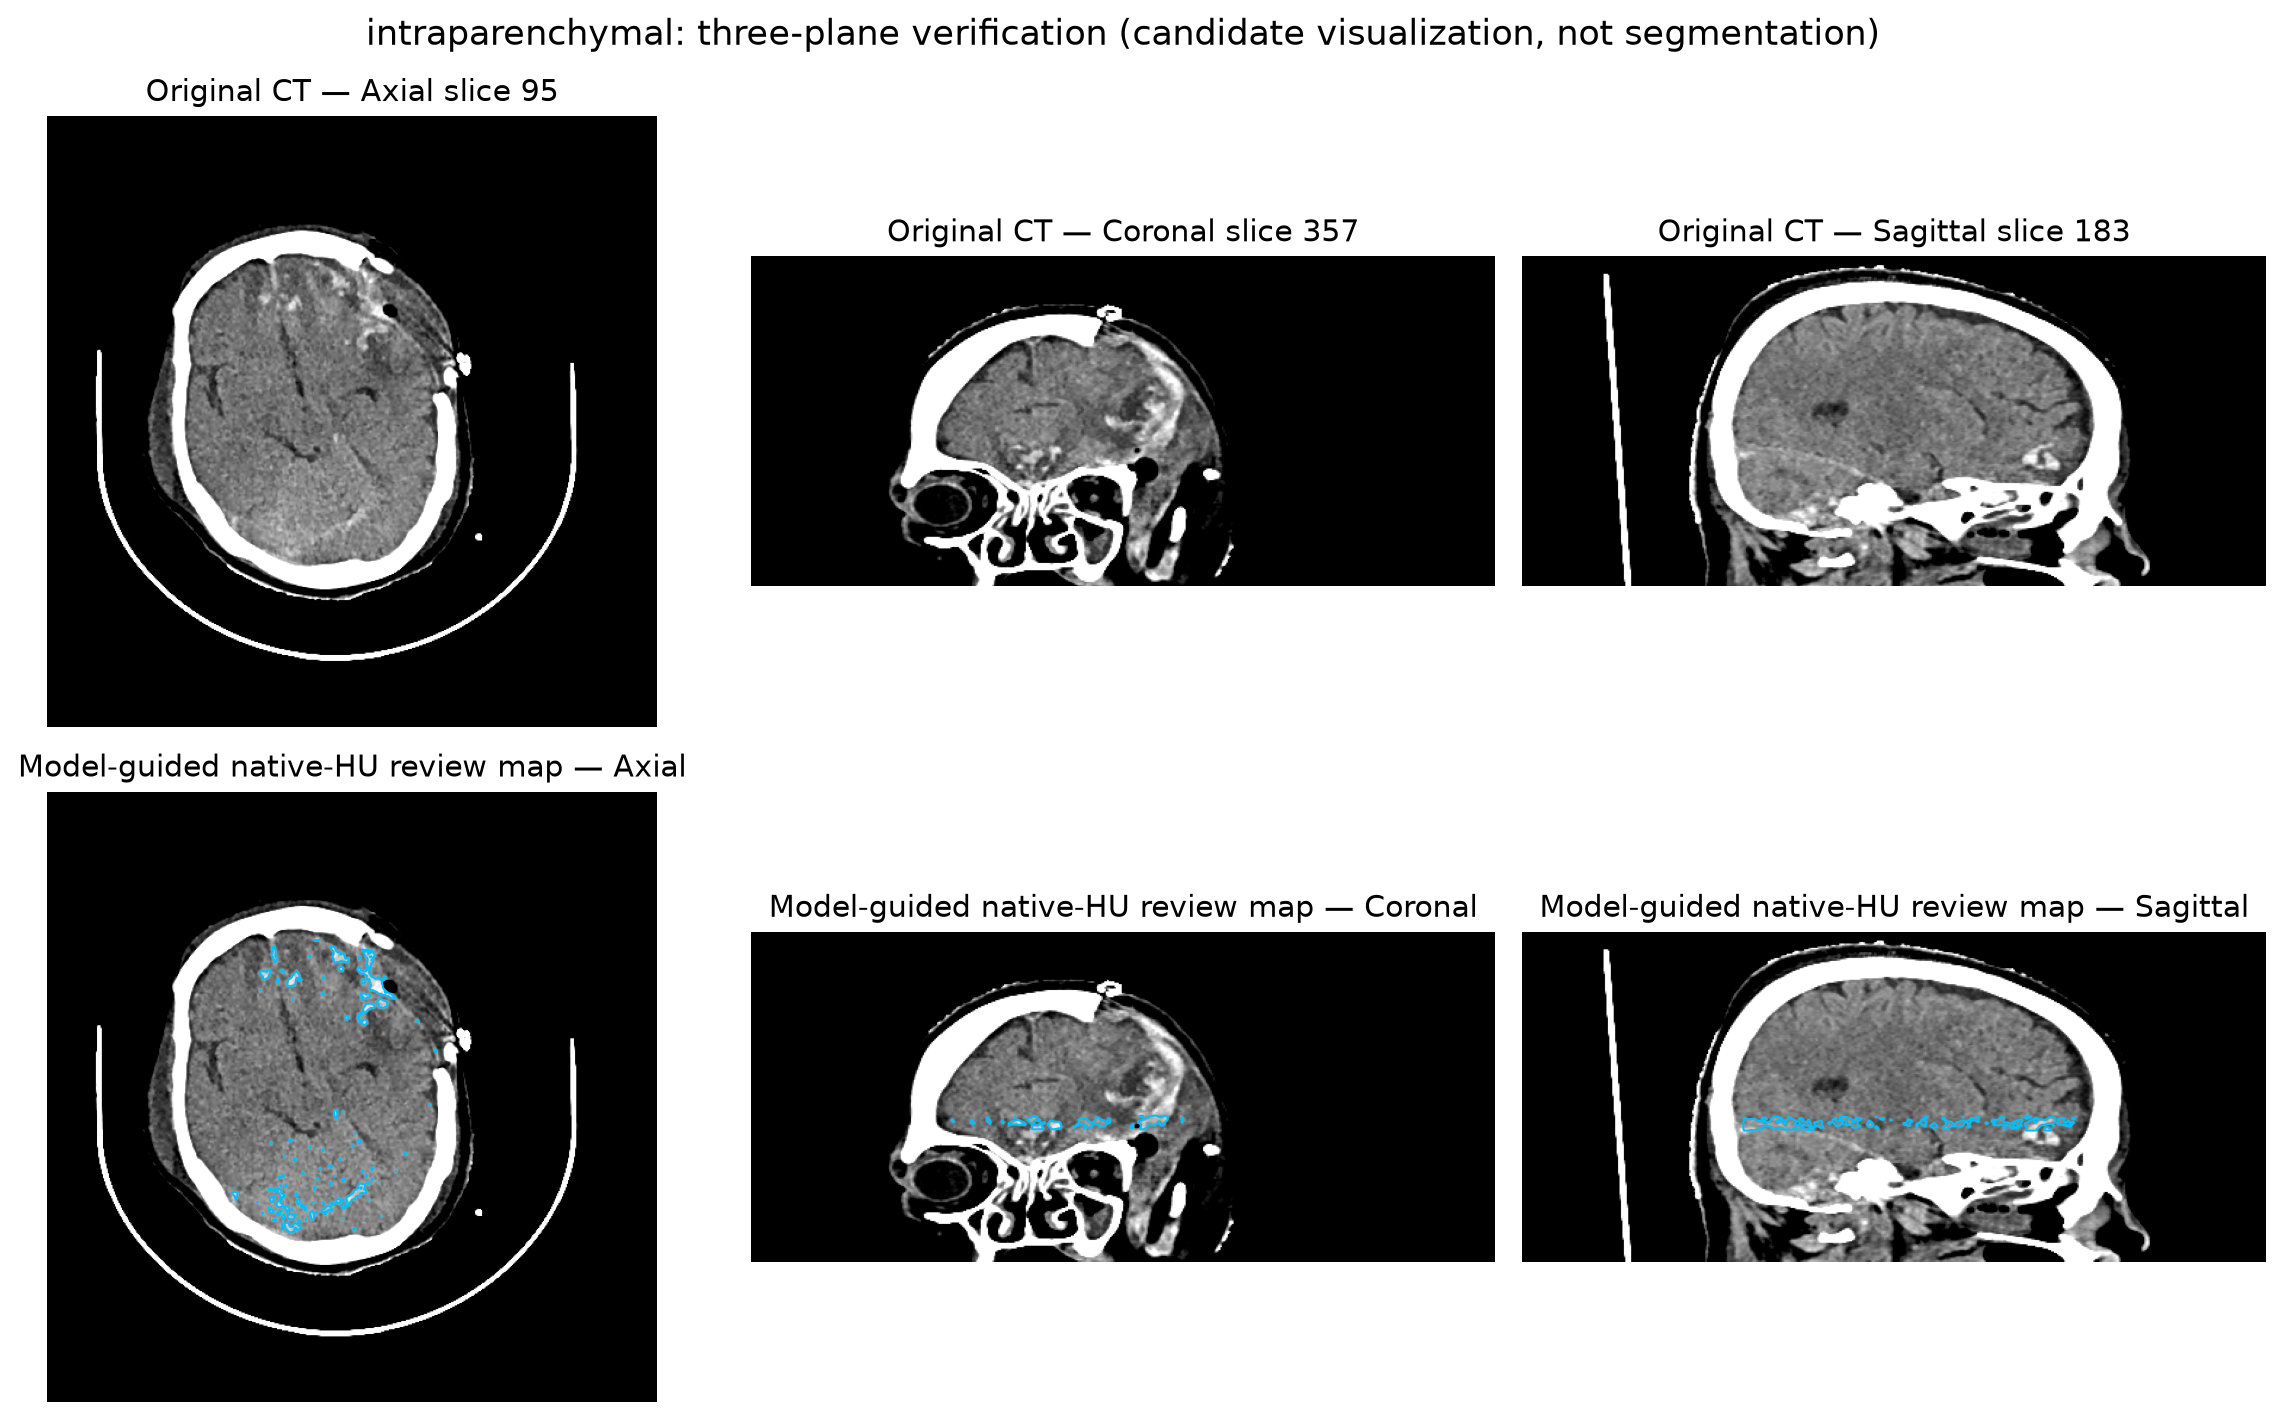 intraparenchymal: three-plane verification (candidate visualization, not segmentation)
Original CT — Axial slice 95
Original CT — Coronal slice 357
Original CT — Sagittal slice 183
Model-guided native-HU review map — Axial
Model-guided native-HU review map — Coronal
Model-guided native-HU review map — Sagittal